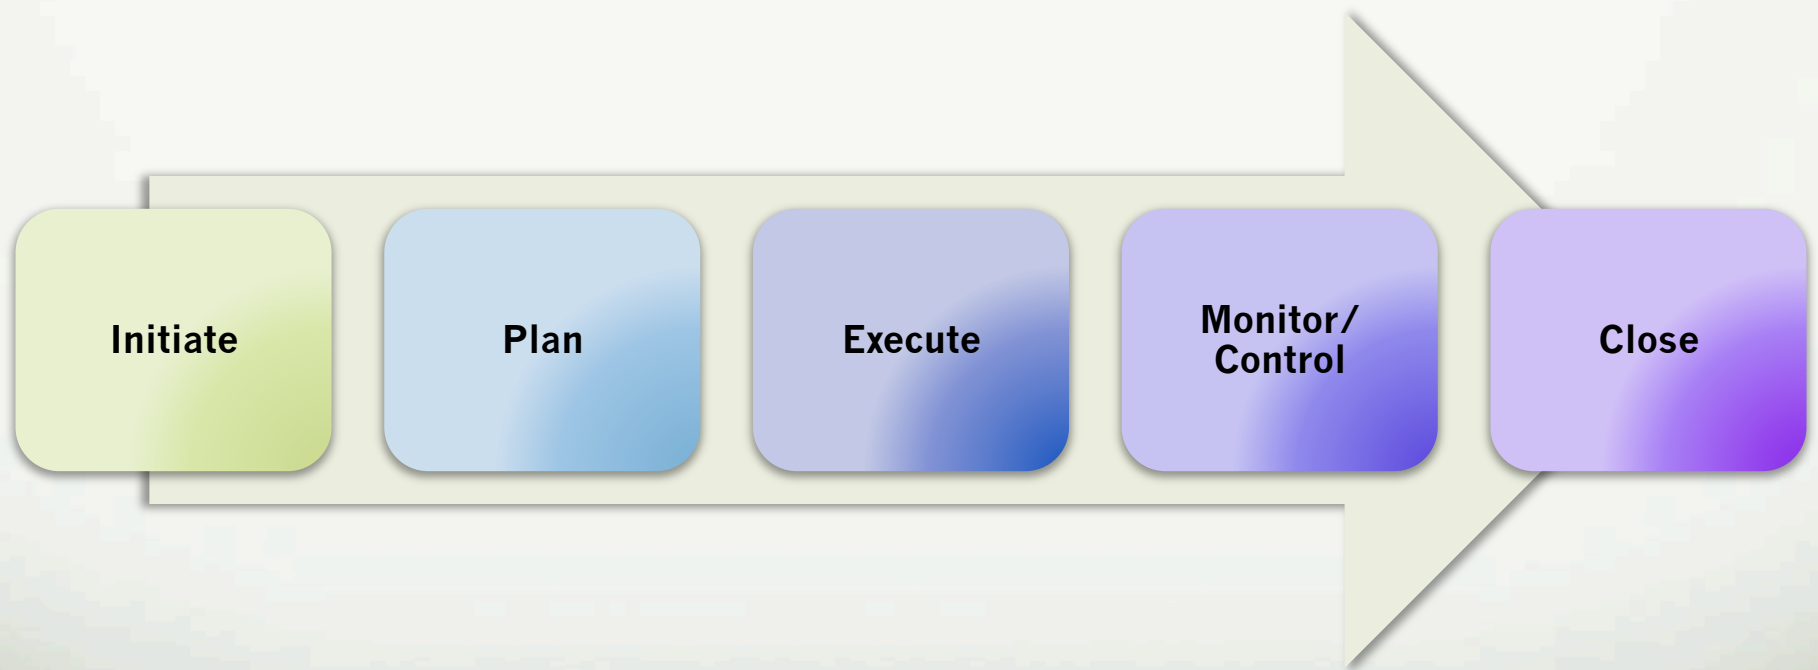 Initiate
Plan
Execute
Monitor/
Control
Close